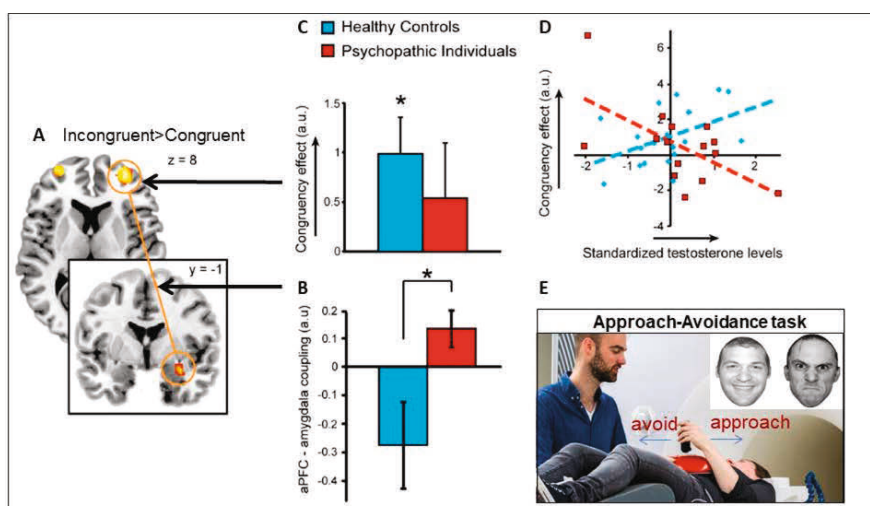 C
Healthy Controls
Psychopathic Individuals
D
A
Incongruent>Congruent
z = 8
y = -1
Congruency effect (a.u.)
1.5
1
0.5
0
*
Congruency effect (a.u.)
6
4
2
0
-2
-4
-2
-1
2
Standardized testosterone levels
B
aPFC - amygdala coupling (a.u)
0.2
0.1
0
-0.1
-0.2
-0.3
-0.4
*
E
Approach-Avoidance task
avoid
approach